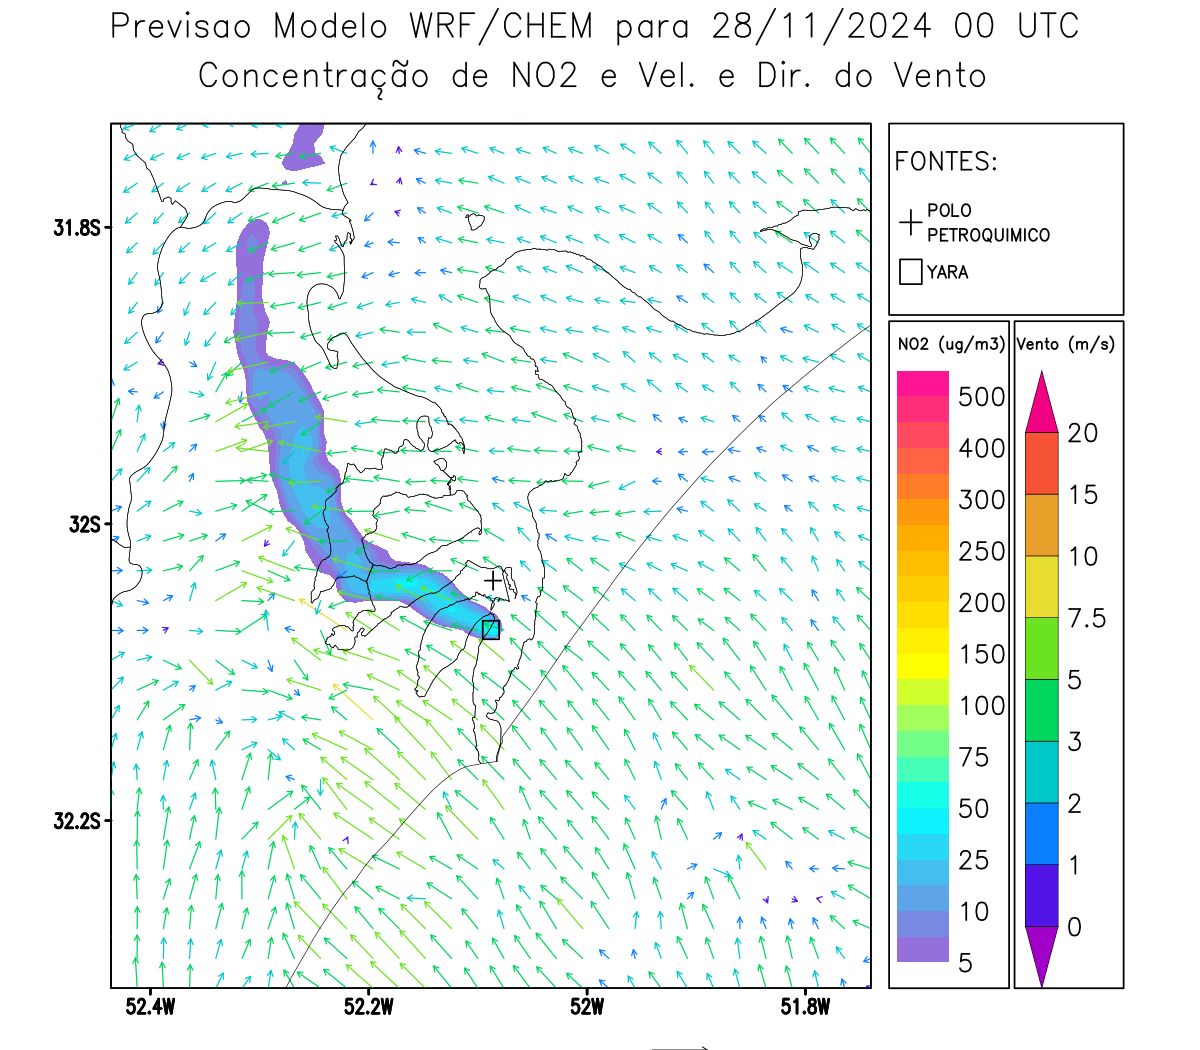 Previsao Modelo WRF/CHEM para 28/11/2024 00 UTC
Concentração de NO2 e Vel. e Dir. do Vento
FONTES:
POLO
PETROQUIMICO
YARA
NO2 (ug/m3)
500
400
300
250
200
150
100
75
50
25
10
5
Vento (m/s)
20
15
10
7.5
5
3
2
1
0
31.8S
32S
32.2S
52.4W
52.2W
52W
51.8W